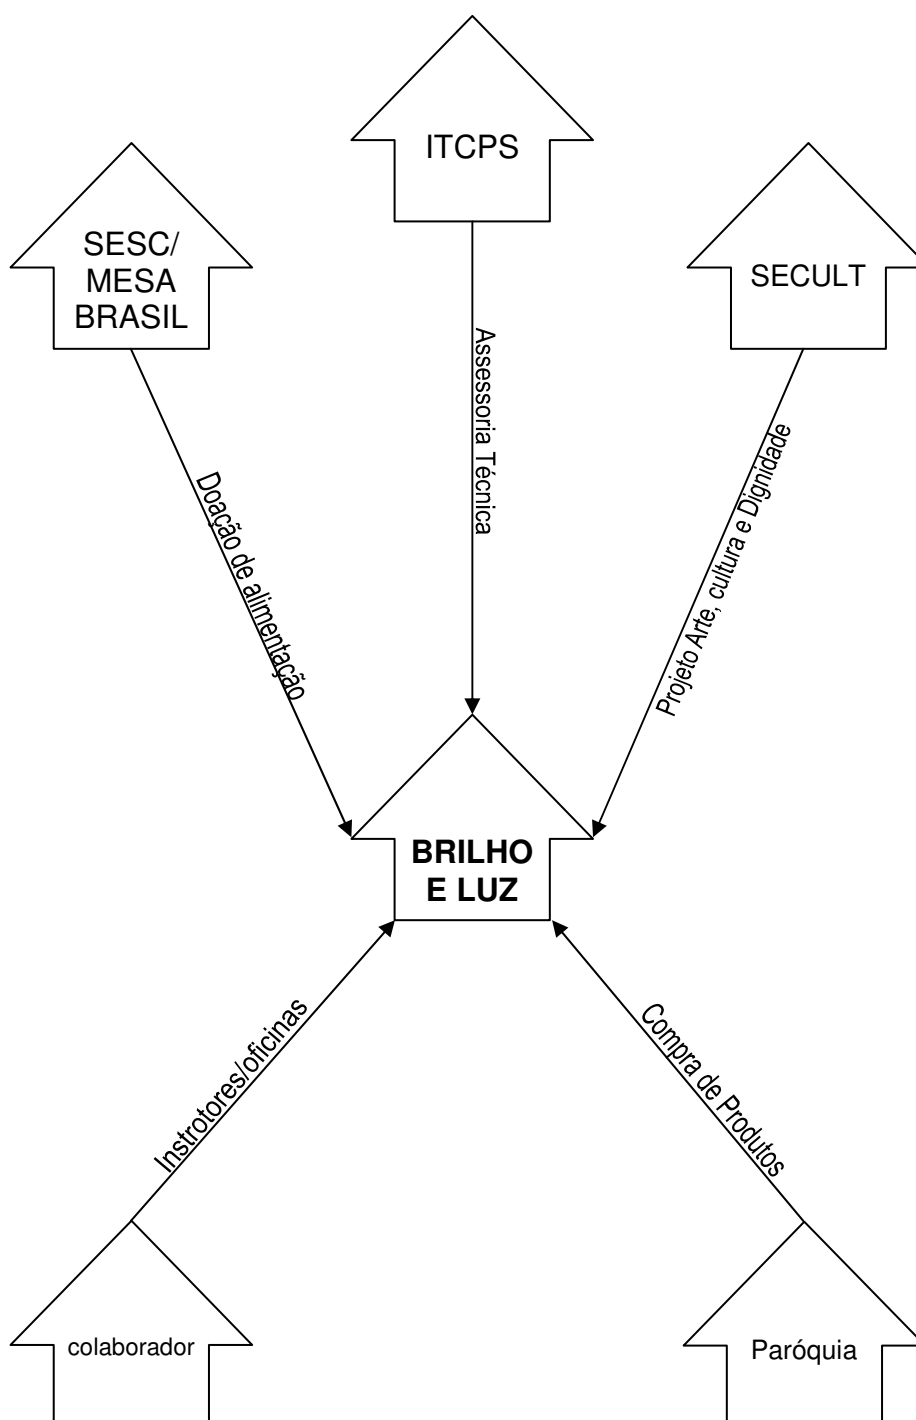 ITCPS
SESC/
MESA
BRASIL
SECULT
Assessoria Técnica
Doação de alimentação
Projeto Arte, cultura e Dignidade
BRILHO
E LUZ
Instrotores/oficinas
Compra de Produtos
colaborador
Paróquia